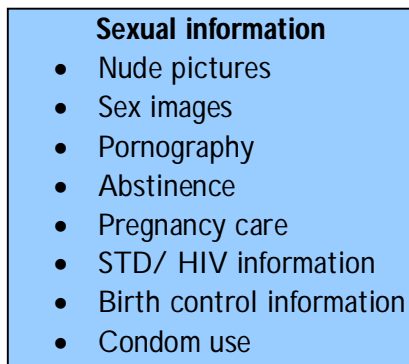 Sexual information
• Nude pictures
• Sex images
• Pornography
• Abstinence
• Pregnancy care
• STD/ HIV information
• Birth control information
• Condom use